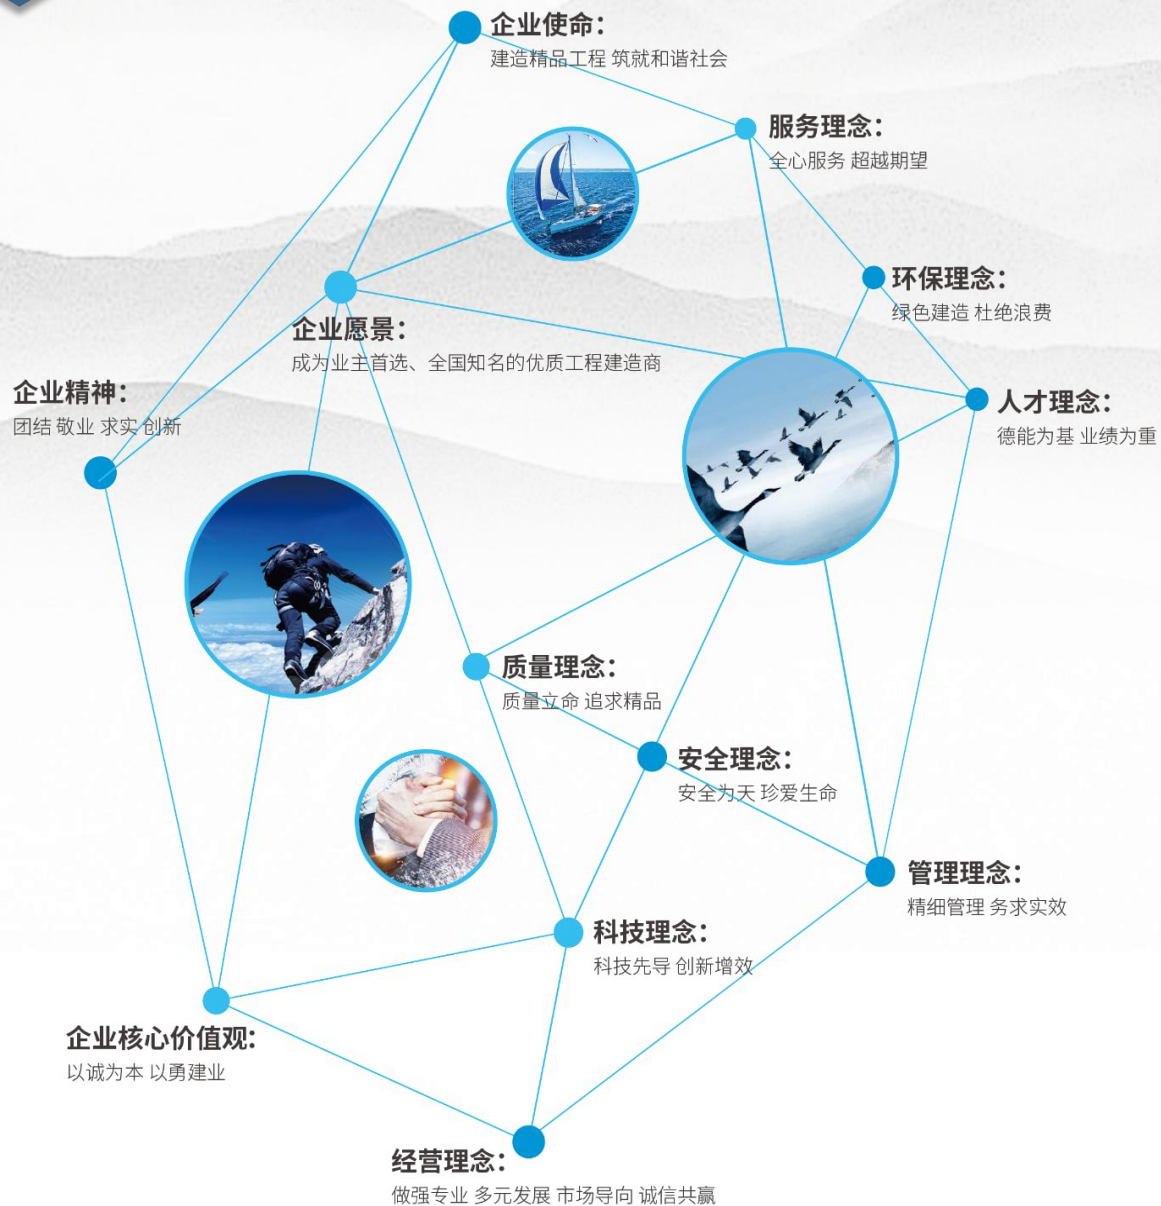 企业使命：
建造精品工程 筑就和谐社会
服务理念：
全心服务 超越期望
环保理念：
绿色建造 杜绝浪费
企业愿景：
成为业主首选、全国知名的优质工程建造商
企业精神：
团结 敬业 求实 创新
人才理念：
德能为基 业绩为重
质量理念：
质量立命 追求精品
安全理念：
安全为天 珍爱生命
管理理念：
精细管理 务求实效
科技理念：
科技先导 创新增效
企业核心价值观：
以诚为本 以勇建业
经营理念：
做强专业 多元发展 市场导向 诚信共赢